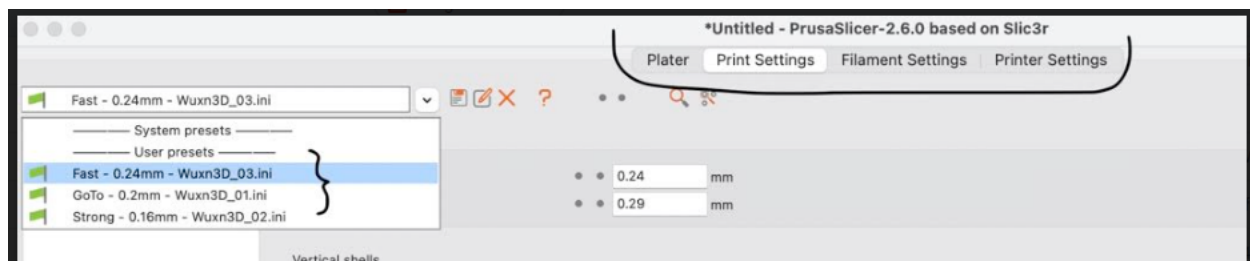 *Untitled - PrusaSlicer-2.6.0 based on Slic3r
Plater Print Settings Filament Settings Printer Settings
Fast - 0.24mm - Wuxn3D_03.ini
?
System presets
User presets
Fast - 0.24mm - Wuxn3D_03.ini
GoTo - 0.2mm - Wuxn3D_01.ini
Strong - 0.16mm - Wuxn3D_02.ini
0.24 mm
0.29 mm
Vertical shells